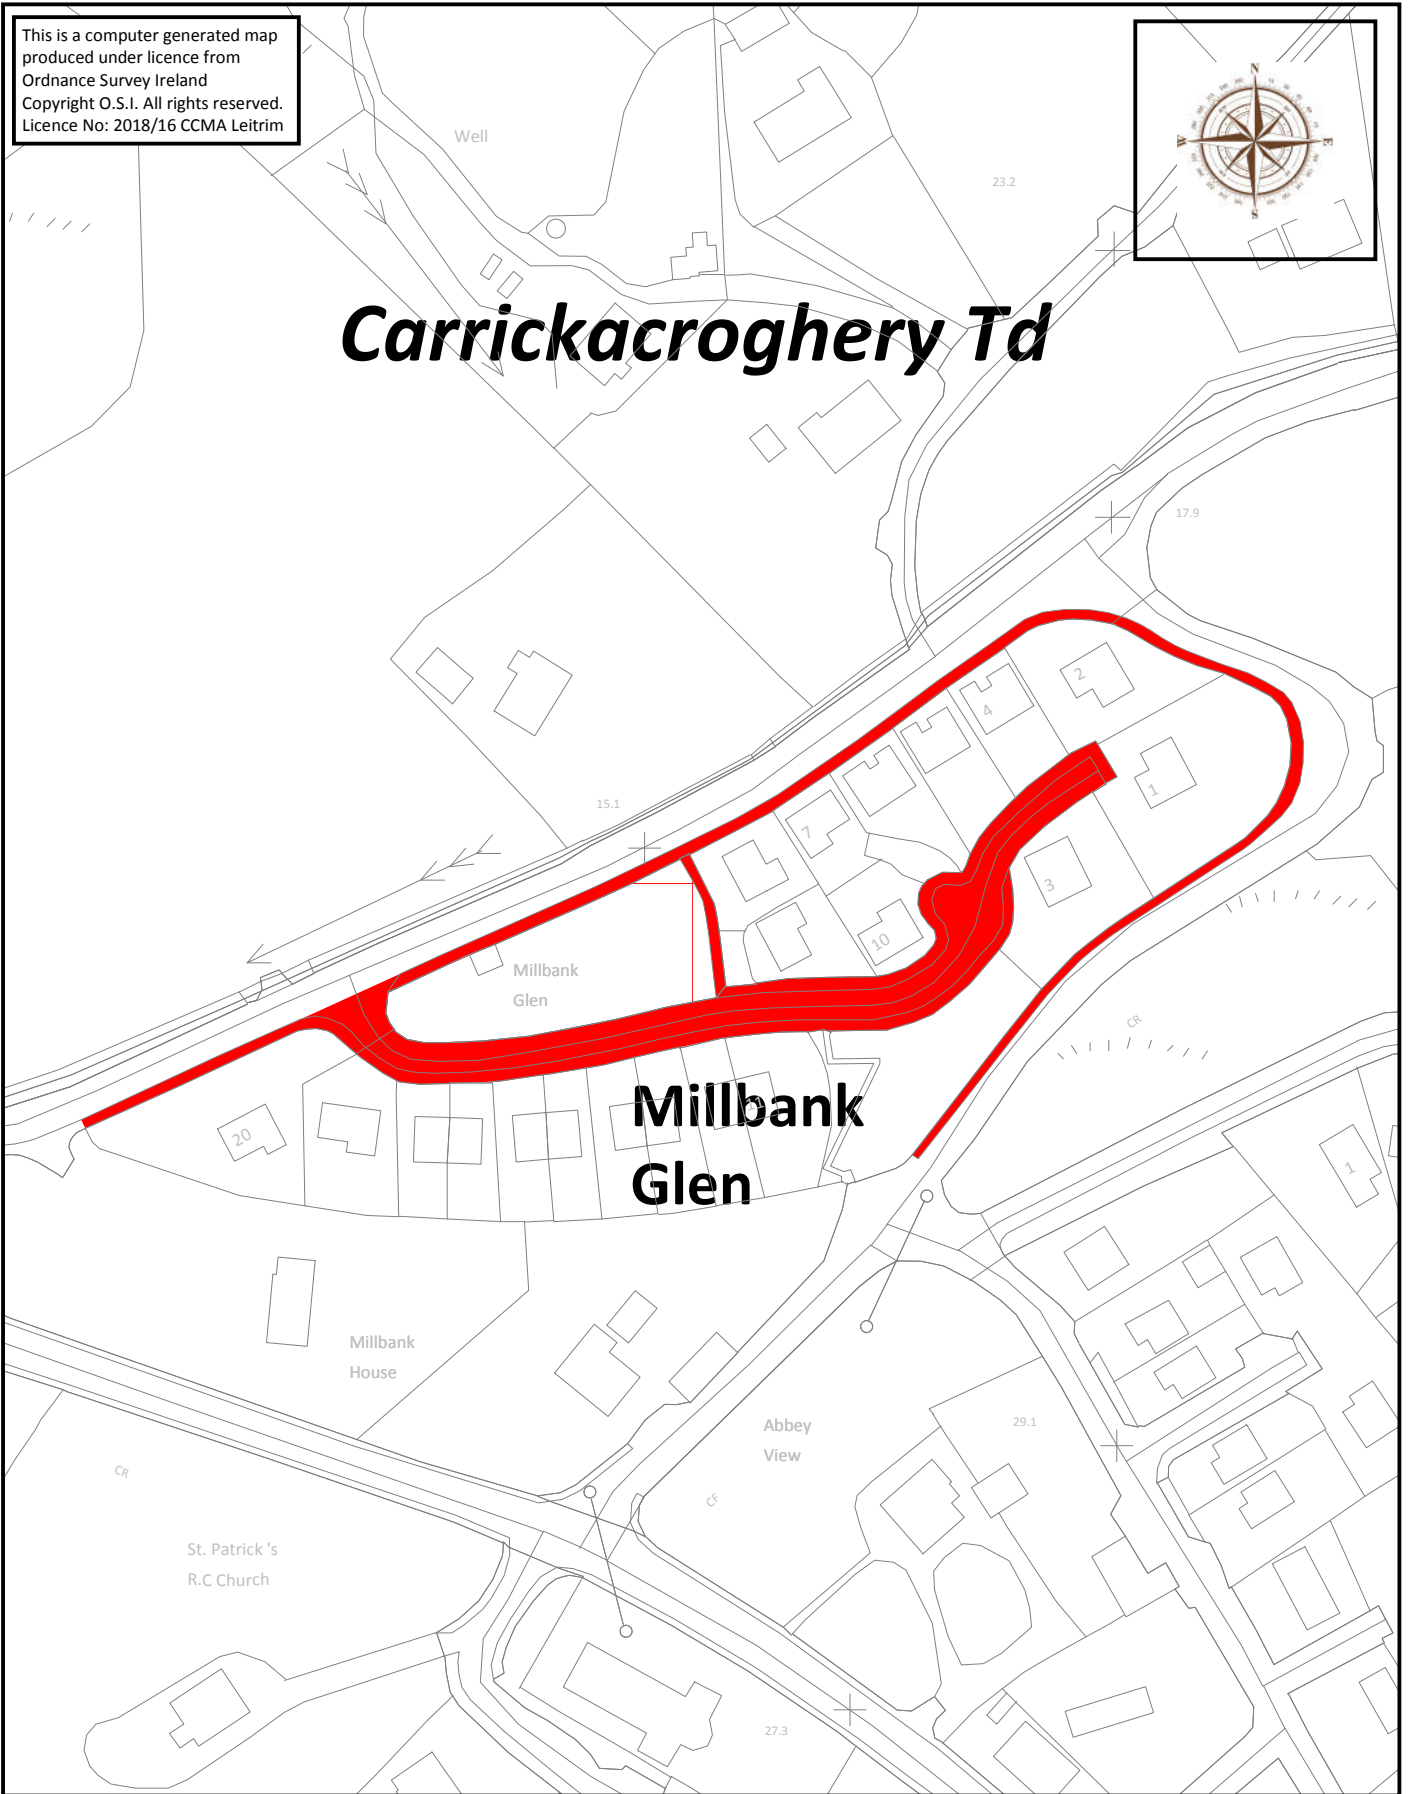 This is a computer generated map
produced under licence from
Ordnance Survey Ireland
Copyright O.S.I. All rights reserved.
Licence No: 2018/16 CCMA Leitrim
N
W
E
S
Well
23.2
Carrickacroghery Td
17.9
2
4
15.1
1
7
3
10
Millbank
Glen
CR
Millbank
Glen
20
1
Millbank
House
Abbey
View
29.1
CR
CF
St. Patrick 's
R.C Church
27.3